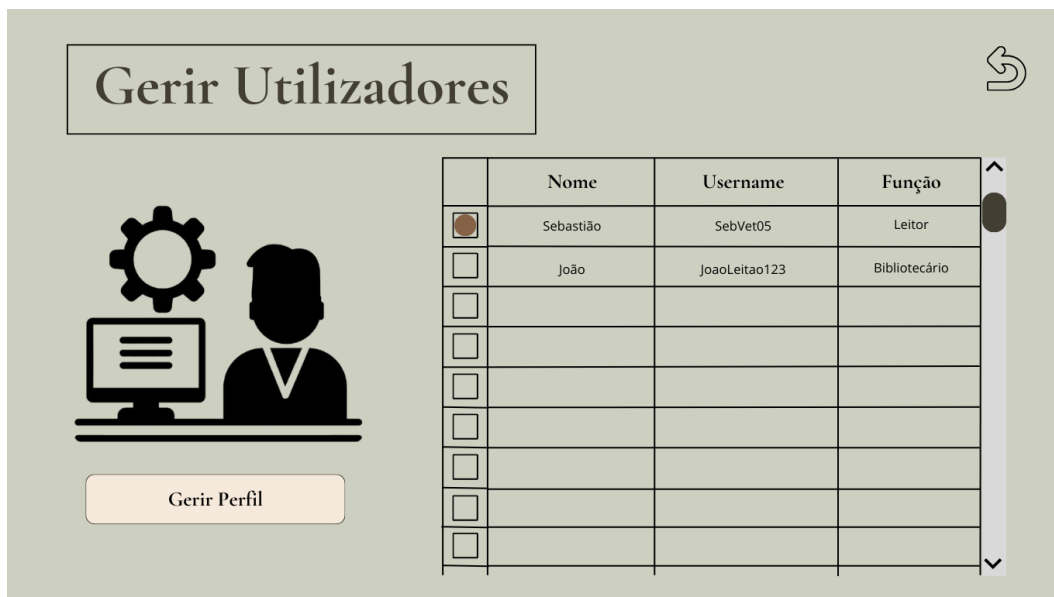 Gerir Utilizadores
Nome Username Função
Sebastião SebVet05 Leitor
João JoaoLeitao123 Bibliotecário
Gerir Perfil